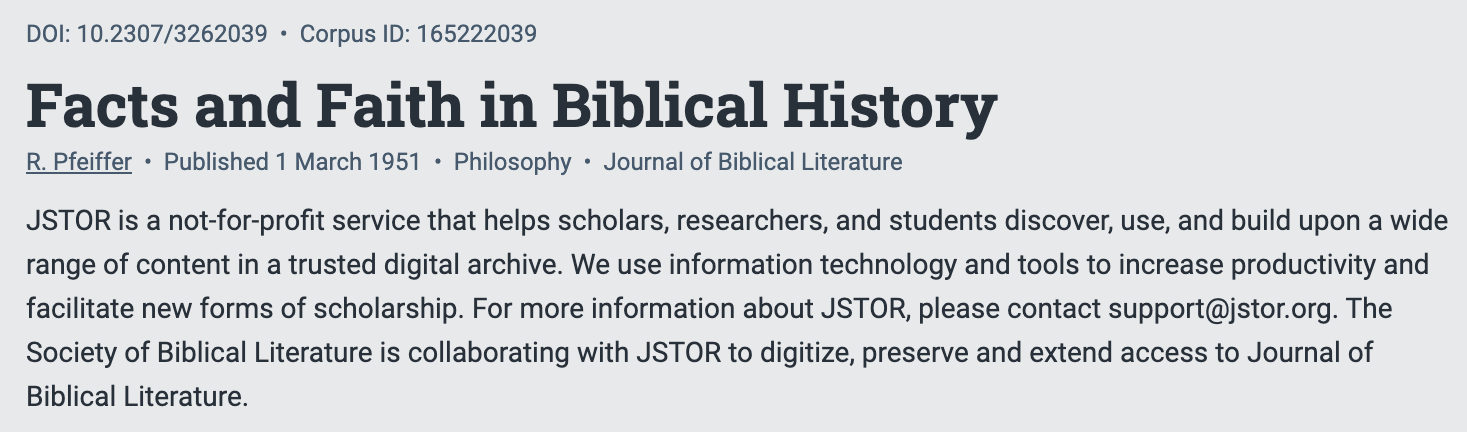 DOI: 10.2307/3262039 • Corpus ID: 165222039
Facts and Faith in Biblical History
R. Pfeiffer • Published 1 March 1951 • Philosophy • Journal of Biblical Literature
JSTOR is a not-for-profit service that helps scholars, researchers, and students discover, use, and build upon a wide
range of content in a trusted digital archive. We use information technology and tools to increase productivity and
facilitate new forms of scholarship. For more information about JSTOR, please contact support@jstor.org. The
Society of Biblical Literature is collaborating with JSTOR to digitize, preserve and extend access to Journal of
Biblical Literature.